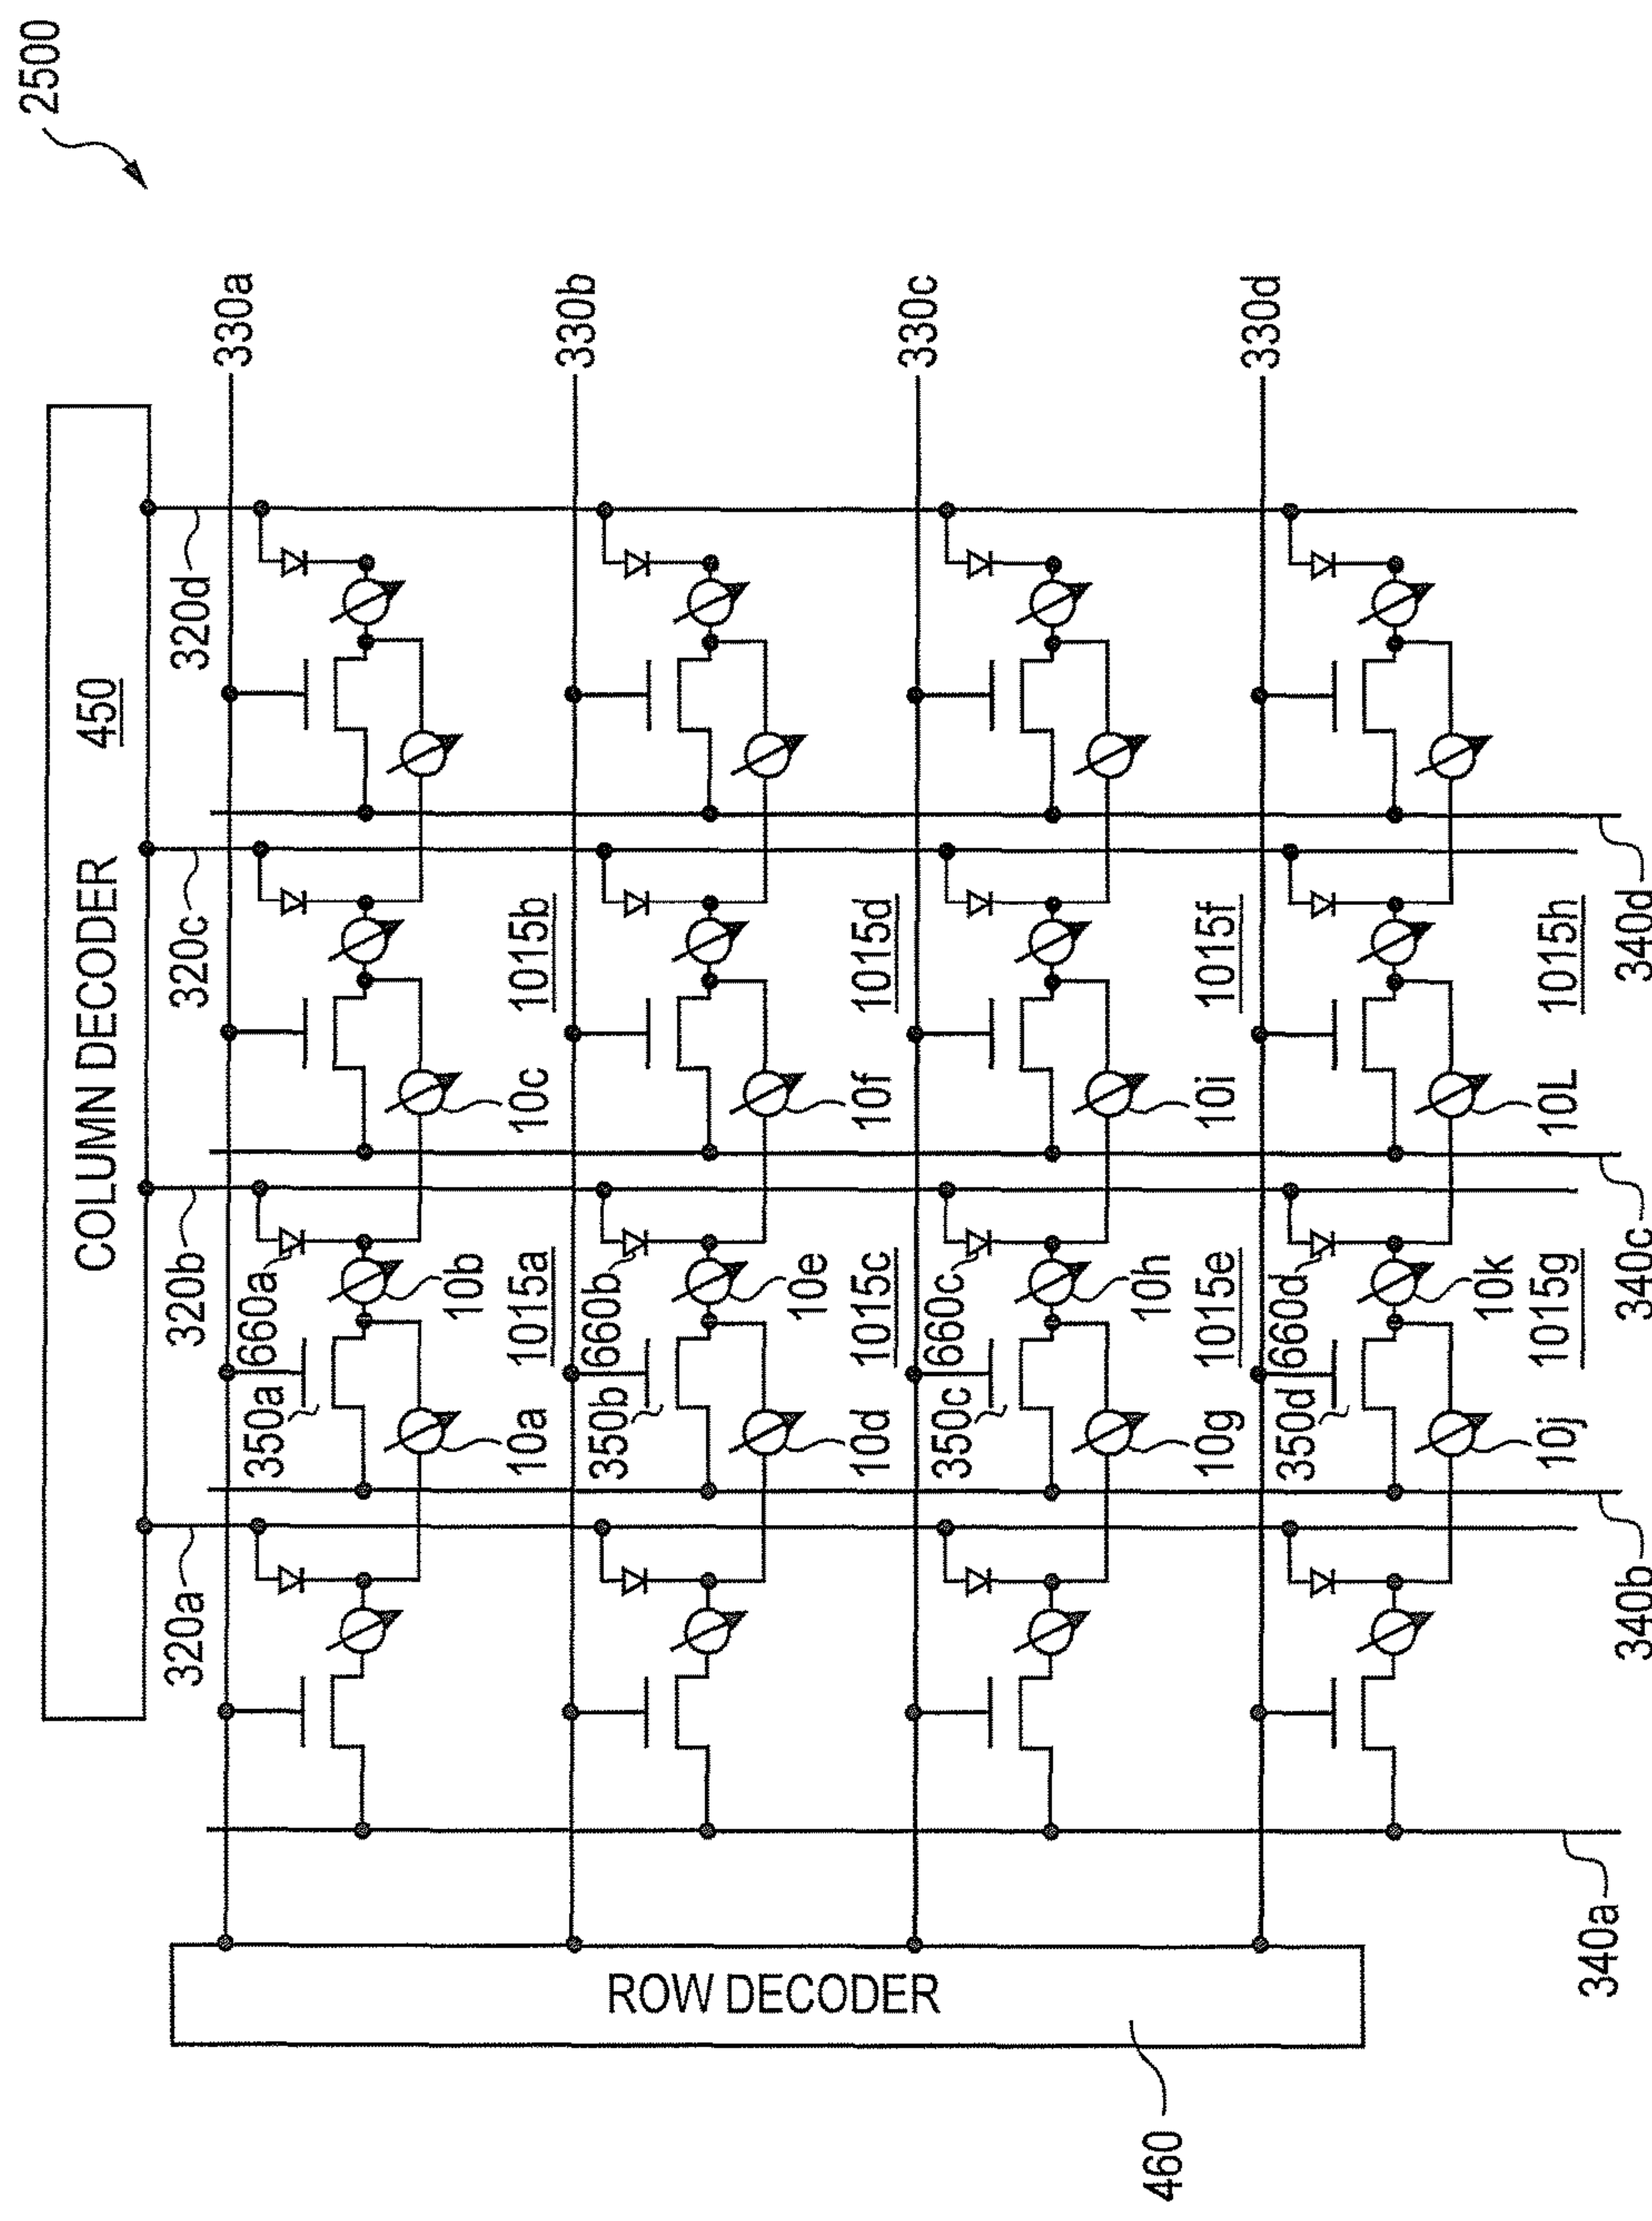 2500
COLUMN DECODER 450
320a
320b
320c
320d
330a
350a
660a
10a
10b
10c
1015a
1015b
330b
350b
660b
10d
10e
10f
1015c
1015d
330c
350c
660c
10g
10h
10i
1015e
1015f
330d
350d
660d
10j
10k
10L
1015g
1015h
340a
340b
340c
340d
ROW DECODER
460